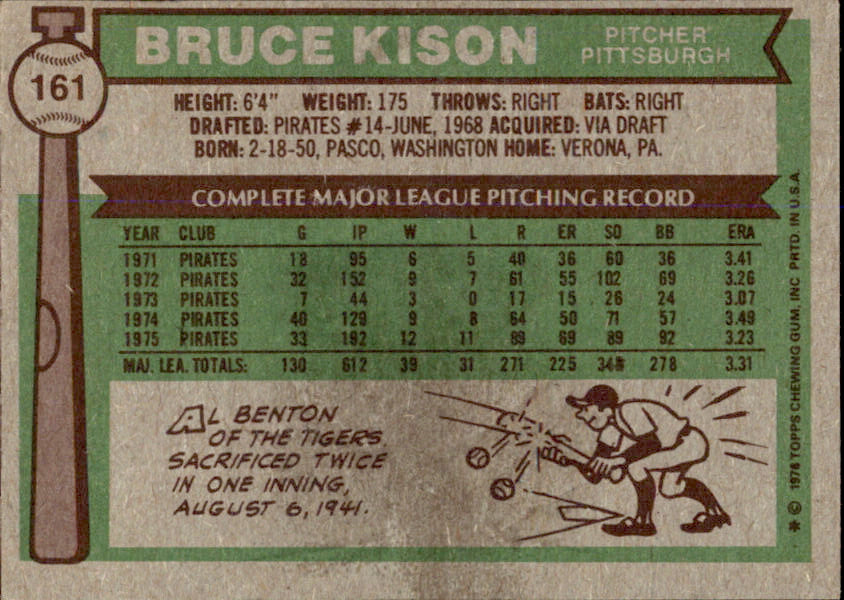 161
BRUCE KISON
PITCHER
PITTSBURGH
HEIGHT: 6'4" WEIGHT: 175 THROWS: RIGHT BATS: RIGHT
DRAFTED: PIRATES #14-JUNE, 1968 ACQUIRED: VIA DRAFT
BORN: 2-18-50, PASCO, WASHINGTON HOME: VERONA, PA.
COMPLETE MAJOR LEAGUE PITCHING RECORD
YEAR CLUB G IP W L R ER SO BB ERA
1971 PIRATES 18 95 6 5 40 36 60 36 3.41
1972 PIRATES 32 152 9 7 61 55 102 69 3.26
1973 PIRATES 7 44 3 0 17 15 26 24 3.07
1974 PIRATES 40 129 9 8 64 50 71 57 3.49
1975 PIRATES 33 192 12 11 89 69 89 92 3.23
MAJ. LEA. TOTALS: 130 612 39 31 271 225 278 3.31
AL BENTON
OF THE TIGERS
SACRIFICED TWICE
IN ONE INNING,
AUGUST 6, 1941.
* © 1976 TOPPS CHEWING GUM, INC PRTD. IN U.S.A.